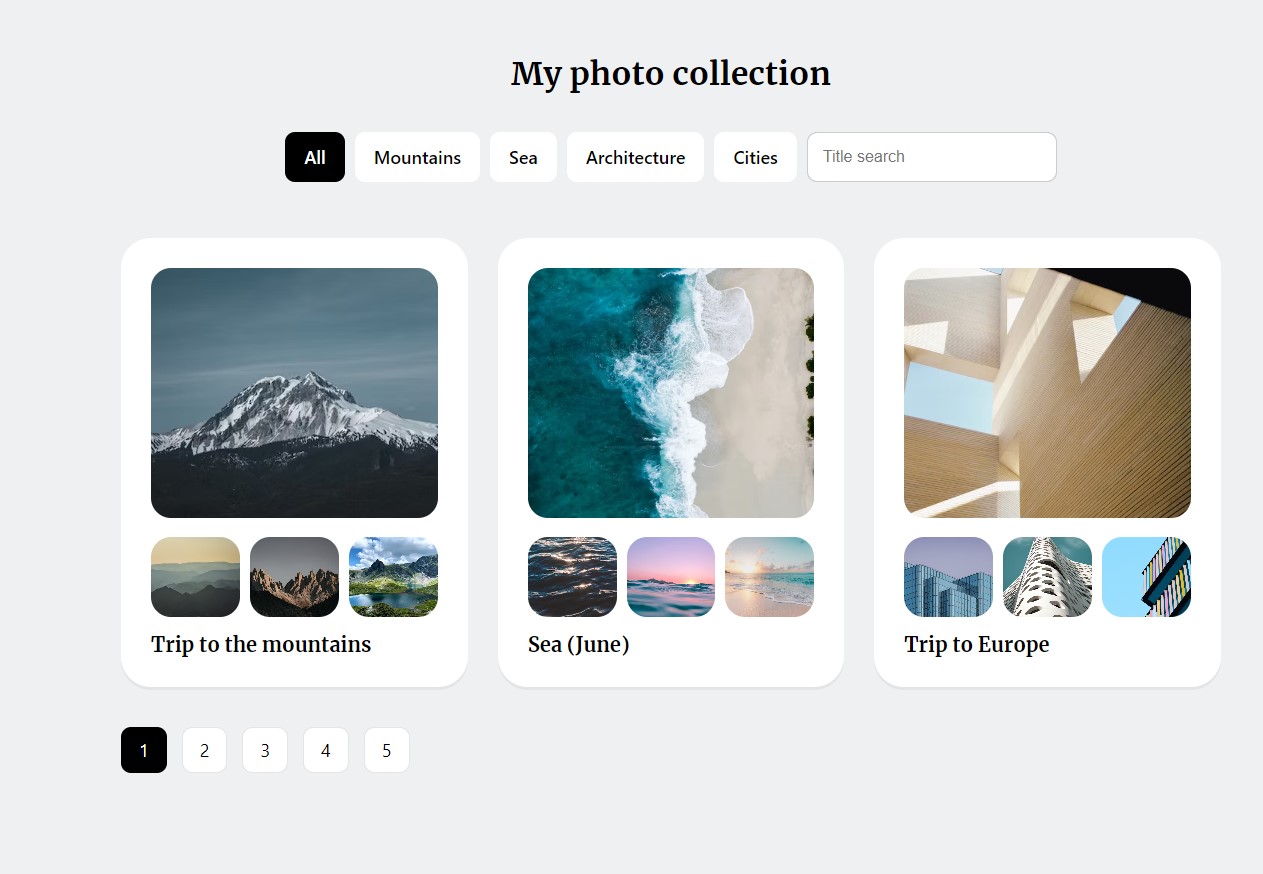 My photo collection
All Mountains Sea Architecture Cities Title search
Trip to the mountains Sea (June) Trip to Europe
1 2 3 4 5